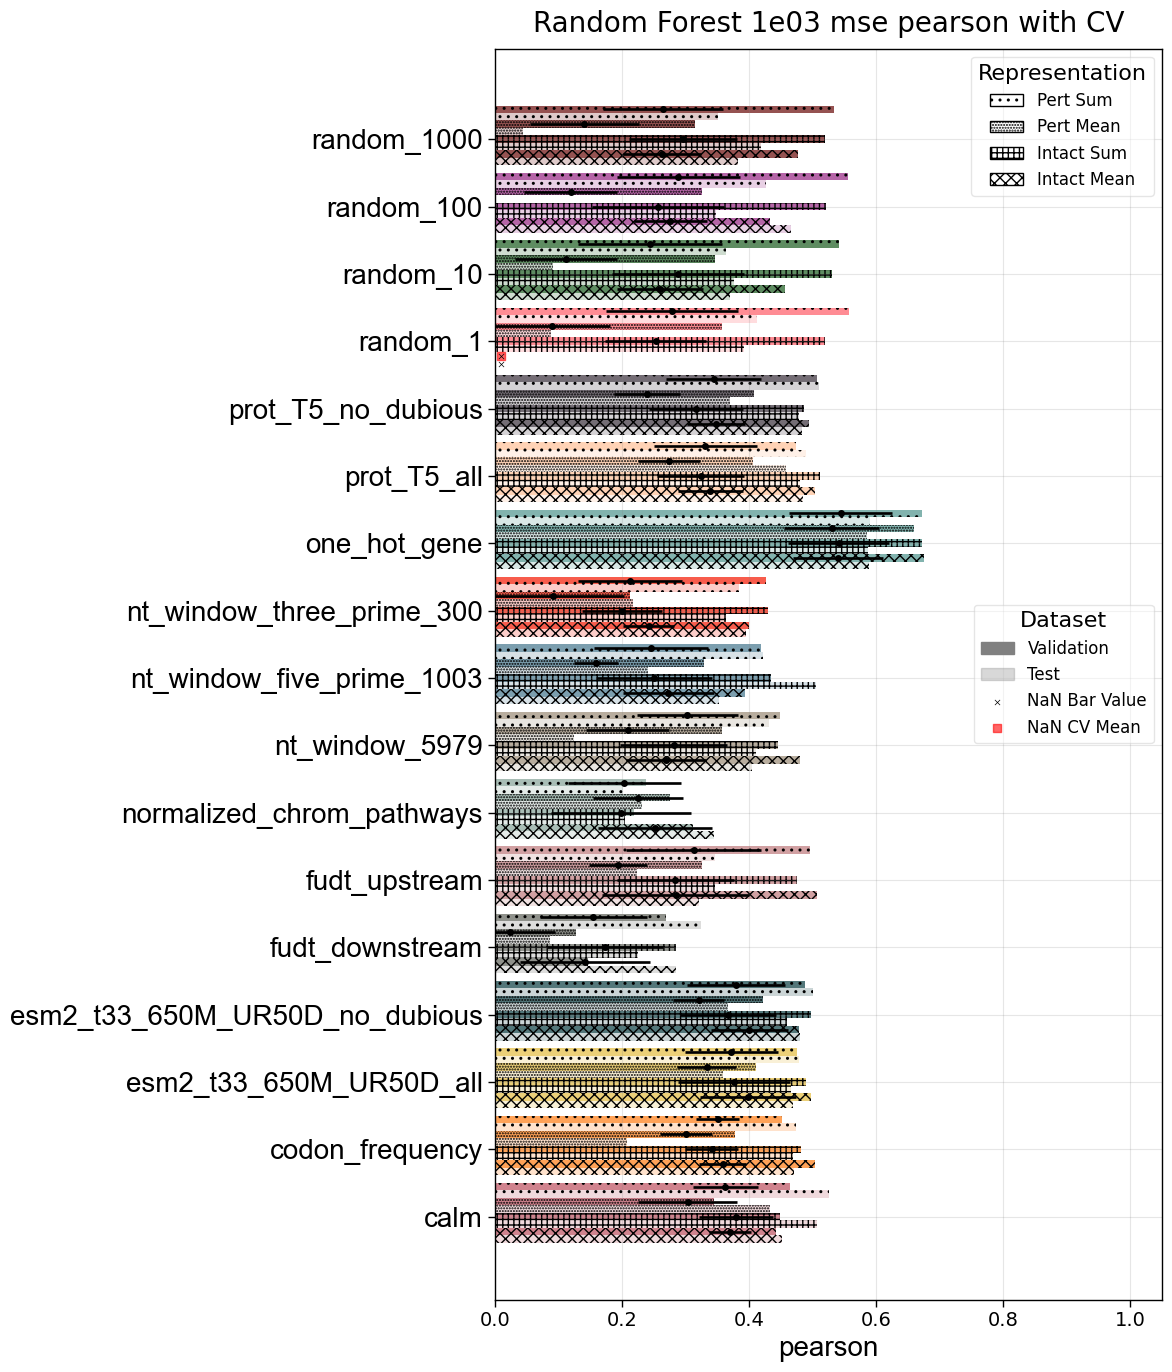 Random Forest 1e03 mse pearson with CV
Representation
Pert Sum
Pert Mean
Intact Sum
Intact Mean
random_1000
random_100
random_10
random_1
prot_T5_no_dubious
prot_T5_all
one_hot_gene
nt_window_three_prime_300
nt_window_five_prime_1003
nt_window_5979
normalized_chrom_pathways
fudt_upstream
fudt_downstream
esm2_t33_650M_UR50D_no_dubious
esm2_t33_650M_UR50D_all
codon_frequency
calm
Dataset
Validation
Test
NaN Bar Value
NaN CV Mean
0.0 0.2 0.4 0.6 0.8 1.0
pearson